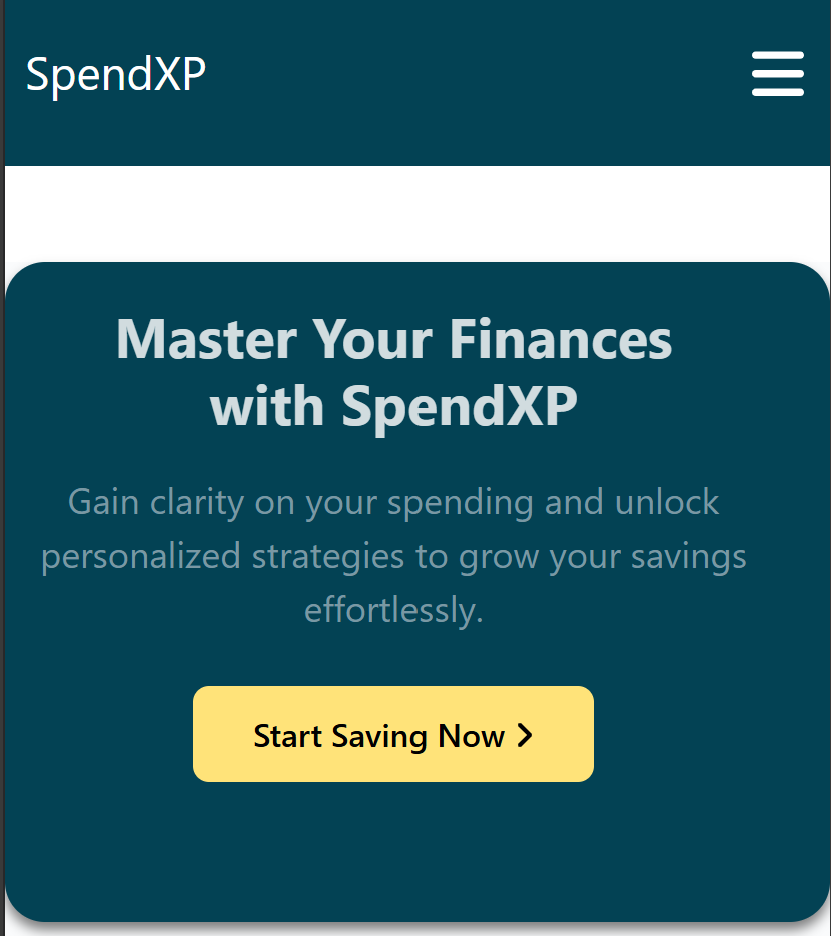 SpendXP
Master Your Finances
with SpendXP
Gain clarity on your spending and unlock
personalized strategies to grow your savings
effortlessly.
Start Saving Now